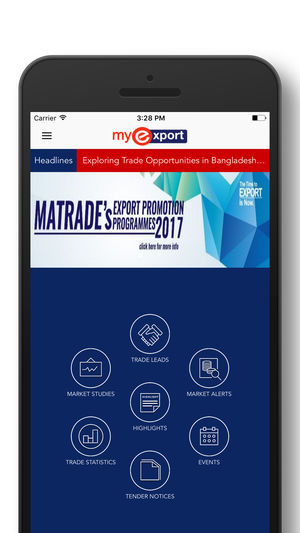 Carrier 3:28 PM
myexport
Headlines Exploring Trade Opportunities in Bangladesh...
MATRADE's EXPORT PROMOTION
PROGRAMMES 2017
click here for more info
The Time to
EXPORT
Is Now
TRADE LEADS
MARKET STUDIES
MARKET ALERTS
HIGHLIGHT
HIGHLIGHTS
TRADE STATISTICS
EVENTS
TENDER NOTICES